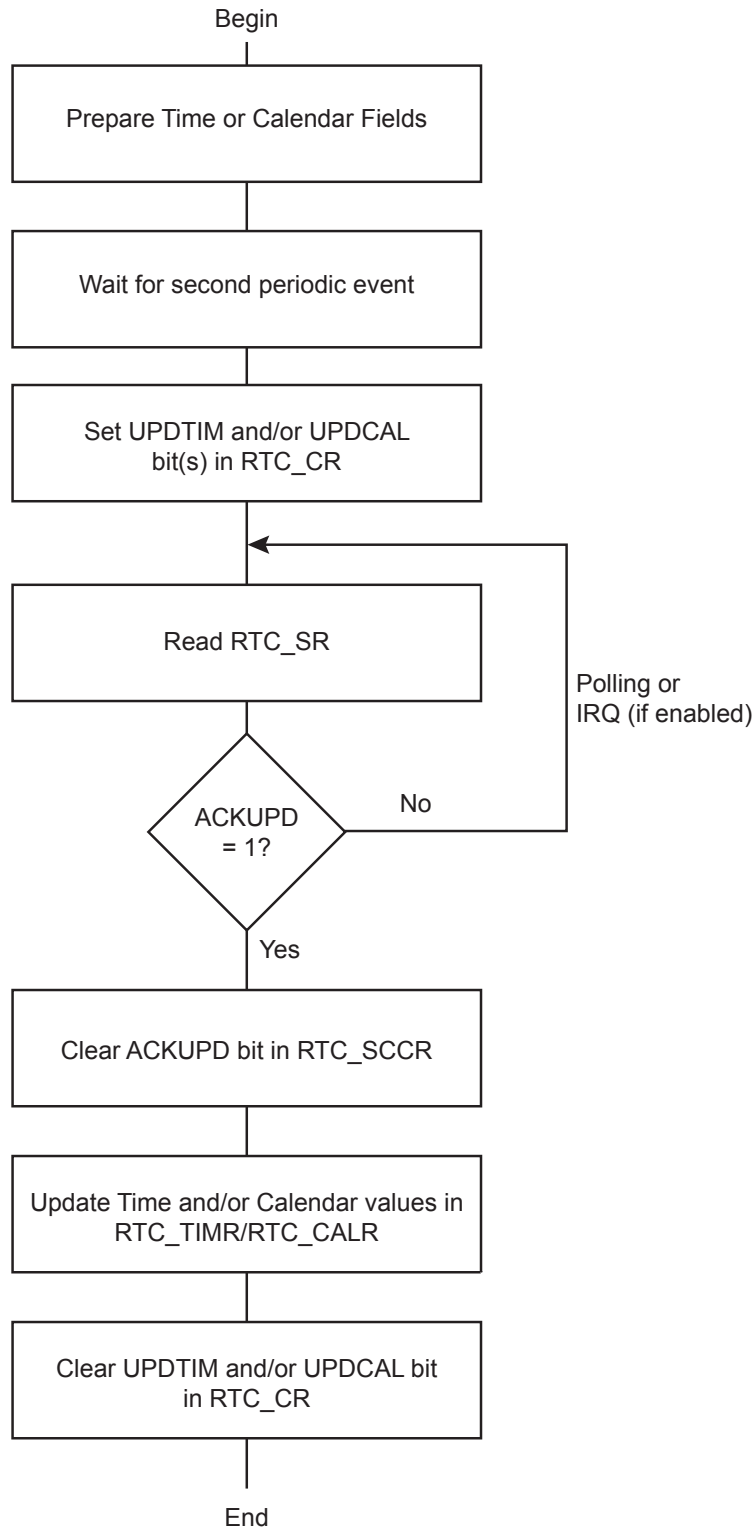 Begin
Prepare Time or Calendar Fields
Wait for second periodic event
Set UPDTIM and/or UPDCAL
bit(s) in RTC_CR
Read RTC_SR
Polling or
IRQ (if enabled)
ACKUPD
= 1?
No
Yes
Clear ACKUPD bit in RTC_SCCR
Update Time and/or Calendar values in
RTC_TIMR/RTC_CALR
Clear UPDTIM and/or UPDCAL bit
in RTC_CR
End